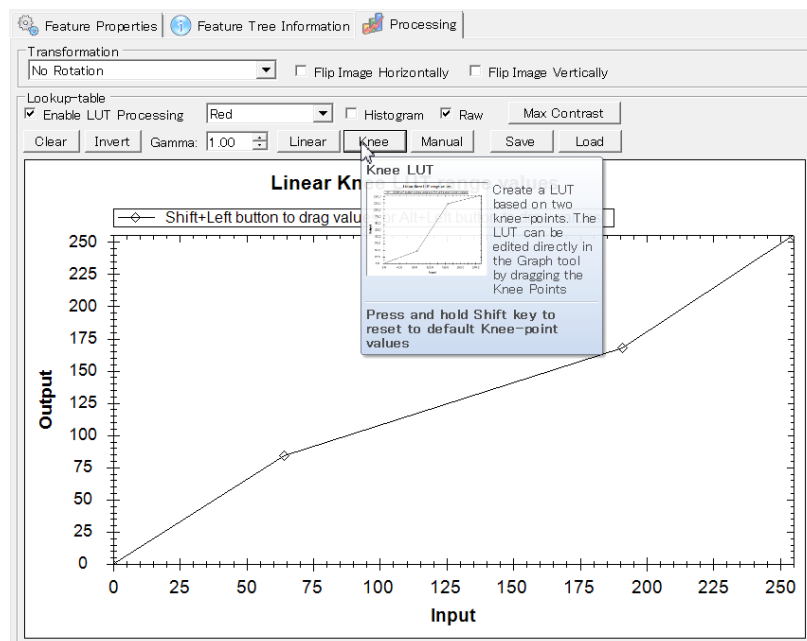 Feature Properties
Feature Tree Information
Processing
Transformation
No Rotation
Flip Image Horizontally
Flip Image Vertically
Lookup-table
Enable LUT Processing
Red
Histogram
Raw
Max Contrast
Clear
Invert
Gamma:
1.00
Linear
Knee
Manual
Save
Load
Linear Knee LUT range values
Shift+Left button to drag value or Alt+Left button
Knee LUT
Create a LUT
based on two
knee-points. The
LUT can be
edited directly in
the Graph tool
by dragging the
Knee Points
Press and hold Shift key to
reset to default Knee-point
values
250
225
200
175
150
125
100
75
50
25
0
Output
0 25 50 75 100 125 150 175 200 225 250
Input